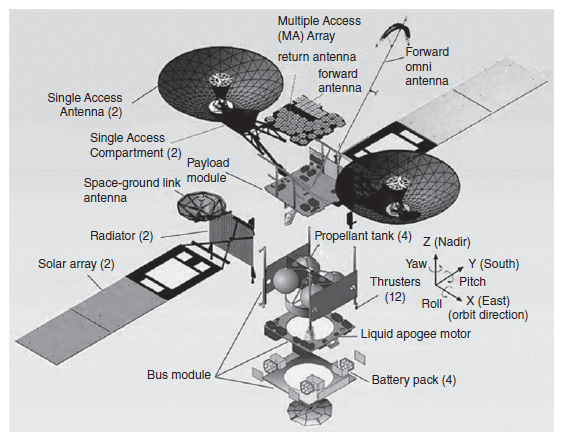 Multiple Access
(MA) Array
return antenna
forward
antenna
Forward
omni
antenna
Single Access
Antenna (2)
Single Access
Compartment (2)
Payload
module
Space-ground link
antenna
Radiator (2)
Solar array (2)
Propellant tank (4)
Z (Nadir)
Yaw
Y (South)
Pitch
Thrusters
(12)
Roll
X (East)
(orbit direction)
Liquid apogee motor
Bus module
Battery pack (4)